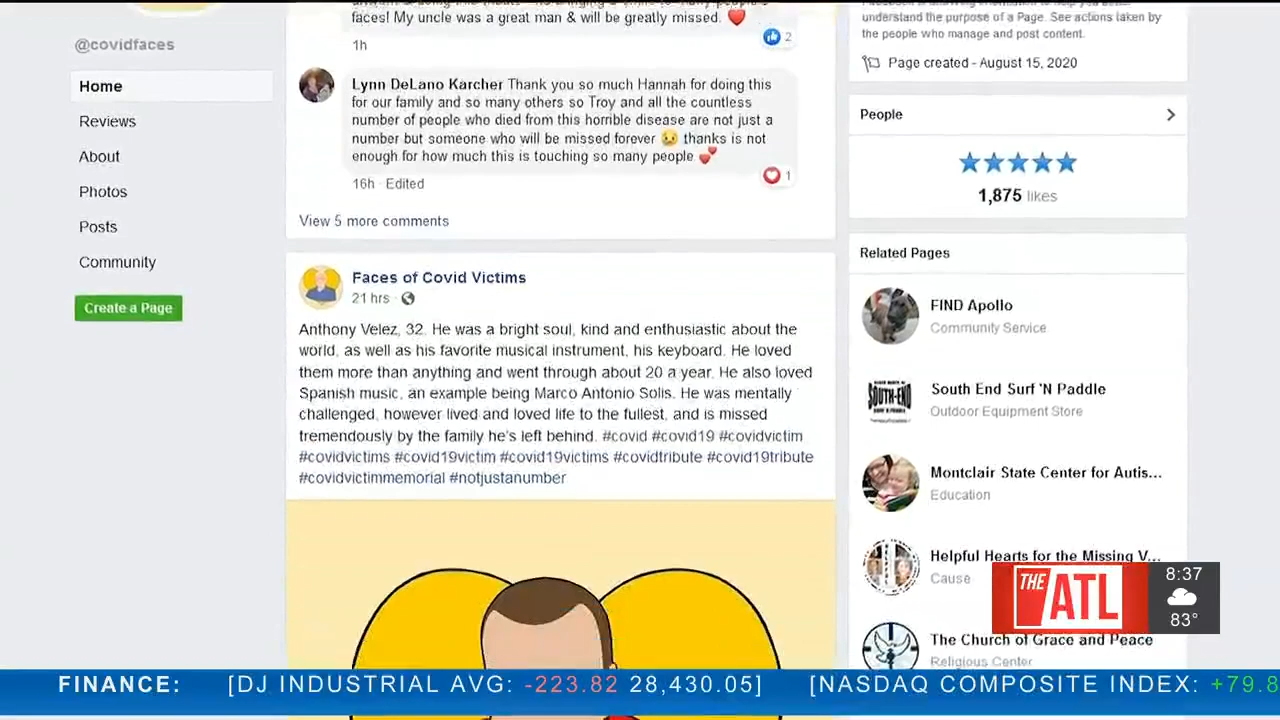 faces! My uncle was a great man & will be greatly missed. ❤️
@covidfaces
1h
2
Home
Reviews
About
Photos
Posts
Community
Create a Page
Lynn DeLano Karcher Thank you so much Hannah for doing this
for our family and so many others so Troy and all the countless
number of people who died from this horrible disease are not just a
number but someone who will be missed forever 😢 thanks is not
enough for how much this is touching so many people 💕
16h · Edited
1
View 5 more comments
Faces of Covid Victims
21 hrs ·
Anthony Velez, 32. He was a bright soul, kind and enthusiastic about the
world, as well as his favorite musical instrument, his keyboard. He loved
them more than anything and went through about 20 a year. He also loved
Spanish music, an example being Marco Antonio Solis. He was mentally
challenged, however lived and loved life to the fullest, and is missed
tremendously by the family he's left behind. #covid #covid19 #covidvictim
#covidvictims #covid19victim #covid19victims #covidtribute #covid19tribute
#covidvictimmemorial #notjustanumber
understand the purpose of a Page. See actions taken by
the people who manage and post content.
Page created - August 15, 2020
People
1,875 likes
Related Pages
FIND Apollo
Community Service
SOUTH-END
South End Surf 'N Paddle
Outdoor Equipment Store
Montclair State Center for Autis...
Education
Helpful Hearts for the Missing V...
Cause
The Church of Grace and Peace
Religious Center
THE ATL
8:37
83°
FINANCE: [DJ INDUSTRIAL AVG: -223.82 28,430.05] [NASDAQ COMPOSITE INDEX: +79.8